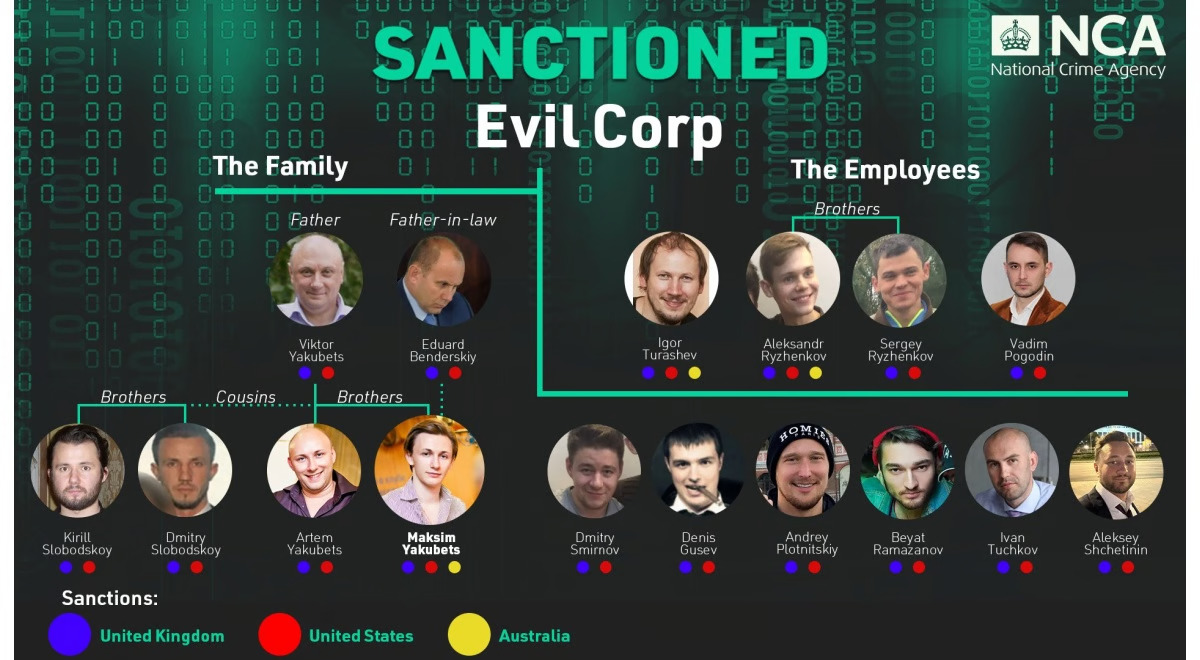 SANCTIONED
NCA
National Crime Agency
Evil Corp
The Family
The Employees
Father
Father-in-law
Brothers
Viktor
Yakubets
Eduard
Benderskiy
Igor
Turashev
Aleksandr
Ryzhenkov
Sergey
Ryzhenkov
Vadim
Pogodin
Brothers
Cousins
Brothers
HOMIES
Kirill
Slobodskoy
Dmitry
Slobodskoy
Artem
Yakubets
Maksim
Yakubets
Dmitry
Smirnov
Denis
Gusev
Andrey
Plotnitskiy
Beyat
Ramazanov
Ivan
Tuchkov
Aleksey
Shchetinin
Sanctions:
United Kingdom
United States
Australia